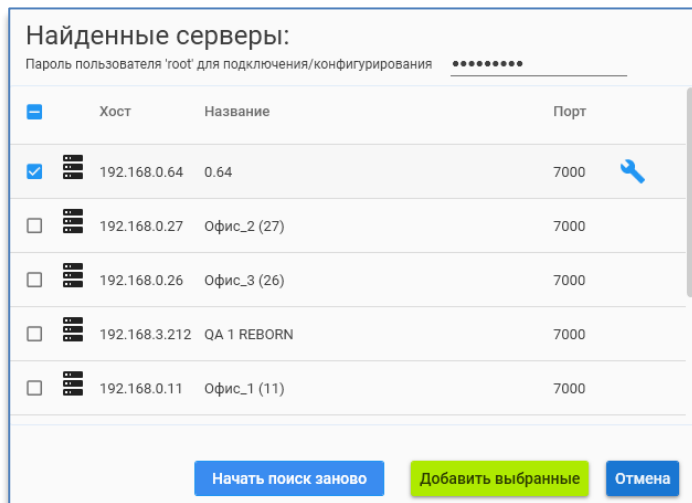 Найденные серверы:
Пароль пользователя 'root' для подключения/конфигурирования •••••••••
Хост Название Порт
192.168.0.64 0.64 7000
192.168.0.27 Офис_2 (27) 7000
192.168.0.26 Офис_3 (26) 7000
192.168.3.212 QA 1 REBORN 7000
192.168.0.11 Офис_1 (11) 7000
Начать поиск заново Добавить выбранные Отмена